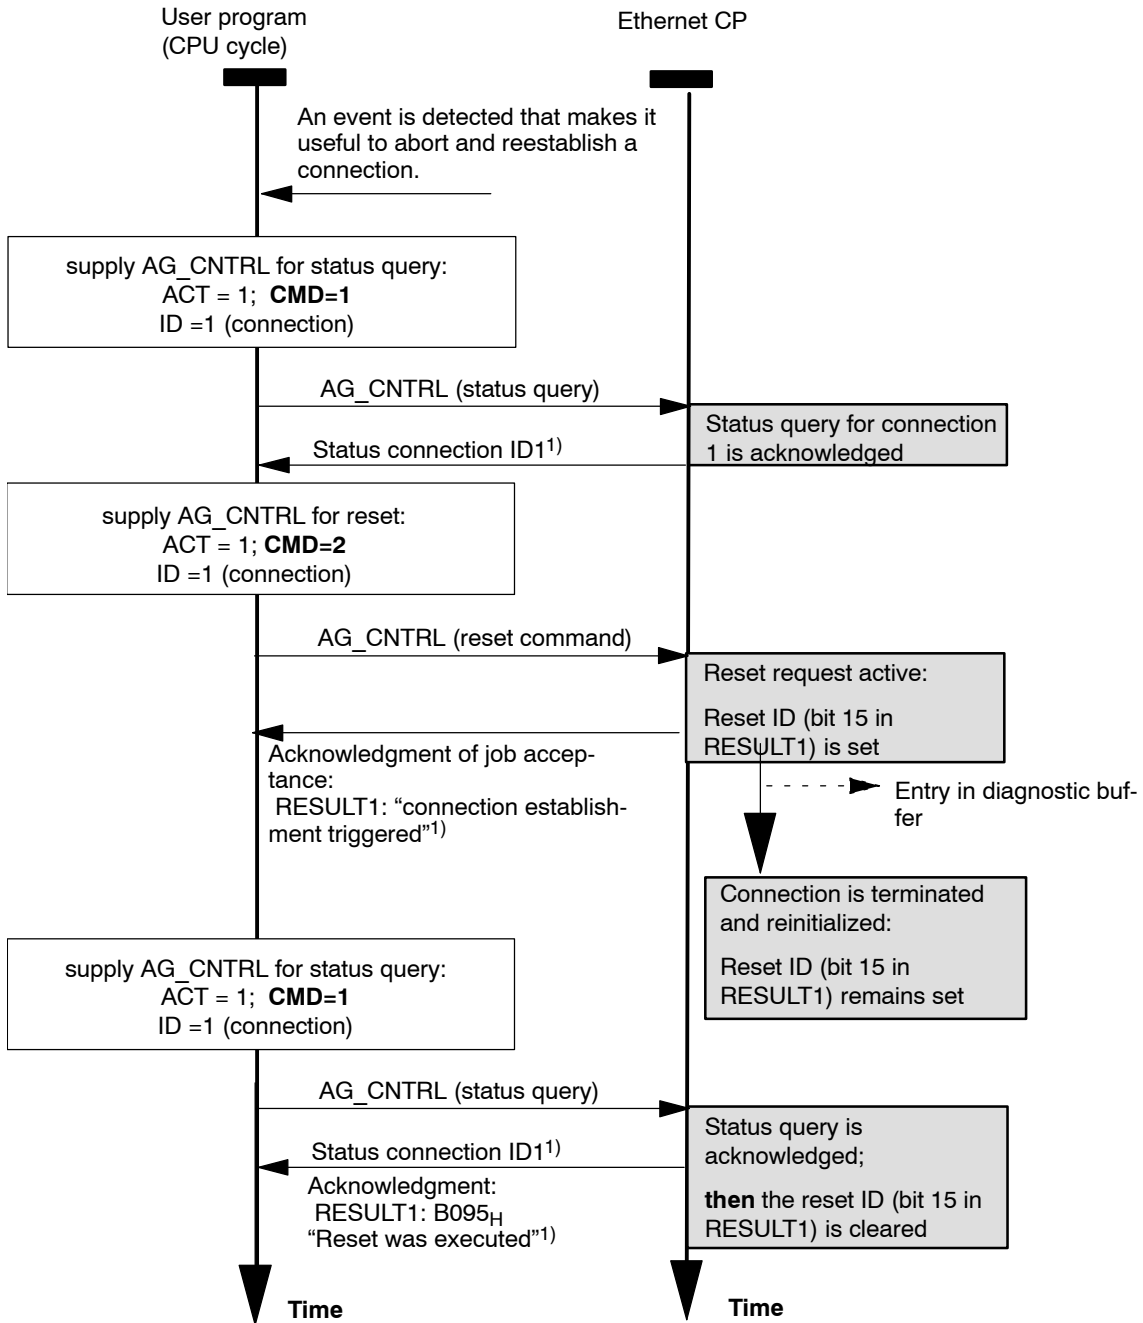 User program
(CPU cycle)
Ethernet CP
An event is detected that makes it
useful to abort and reestablish a
connection.
supply AG_CNTRL for status query:
ACT = 1;  CMD=1
ID =1 (connection)
AG_CNTRL (status query)
Status query for connection
1 is acknowledged
Status connection ID11)
supply AG_CNTRL for reset:
ACT = 1; CMD=2
ID =1 (connection)
AG_CNTRL (reset command)
Reset request active:
Reset ID (bit 15 in
RESULT1) is set
Acknowledgment of job accep-
tance:
RESULT1: “connection establish-
ment triggered”1)
Entry in diagnostic buf-
fer
Connection is terminated
and reinitialized:
Reset ID (bit 15 in
RESULT1) remains set
supply AG_CNTRL for status query:
ACT = 1;  CMD=1
ID =1 (connection)
AG_CNTRL (status query)
Status query is
acknowledged;
then the reset ID (bit 15 in
RESULT1) is cleared
Status connection ID11)
Acknowledgment:
RESULT1: B095H
“Reset was executed”1)
Time
Time